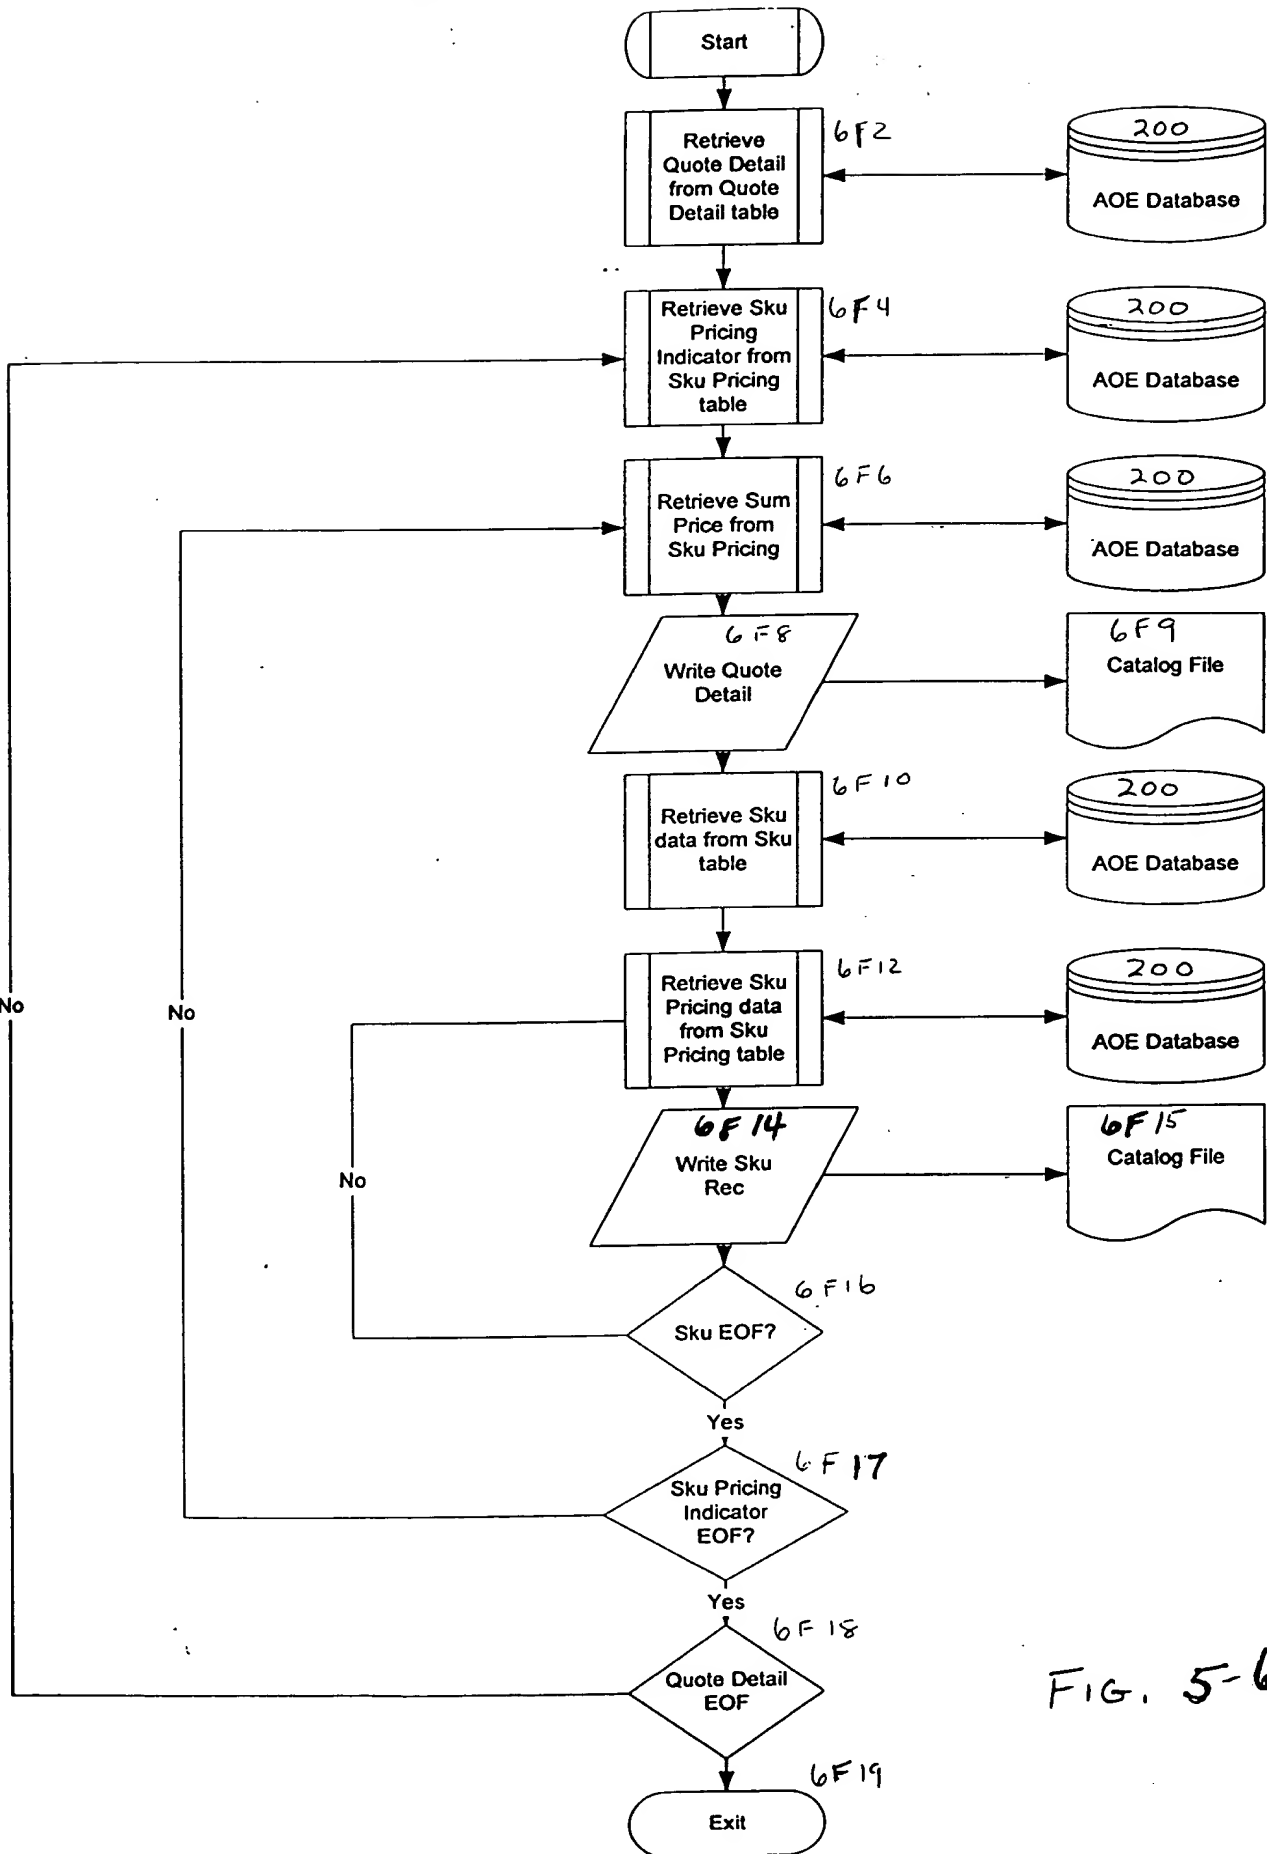 Start
Retrieve
Quote Detail
from Quote
Detail table
6F2
200
AOE Database
Retrieve Sku
Pricing
Indicator from
Sku Pricing
table
6F4
200
AOE Database
Retrieve Sum
Price from
Sku Pricing
6F6
200
AOE Database
6F8
Write Quote
Detail
6F9
Catalog File
Retrieve Sku
data from Sku
table
6F10
200
AOE Database
Retrieve Sku
Pricing data
from Sku
Pricing table
6F12
200
AOE Database
No
No
No
6F14
Write Sku
Rec
6F15
Catalog File
6F16
Sku EOF?
Yes
6F17
Sku Pricing
Indicator
EOF?
Yes
6F18
Quote Detail
EOF
6F19
Exit
FIG. 5-6